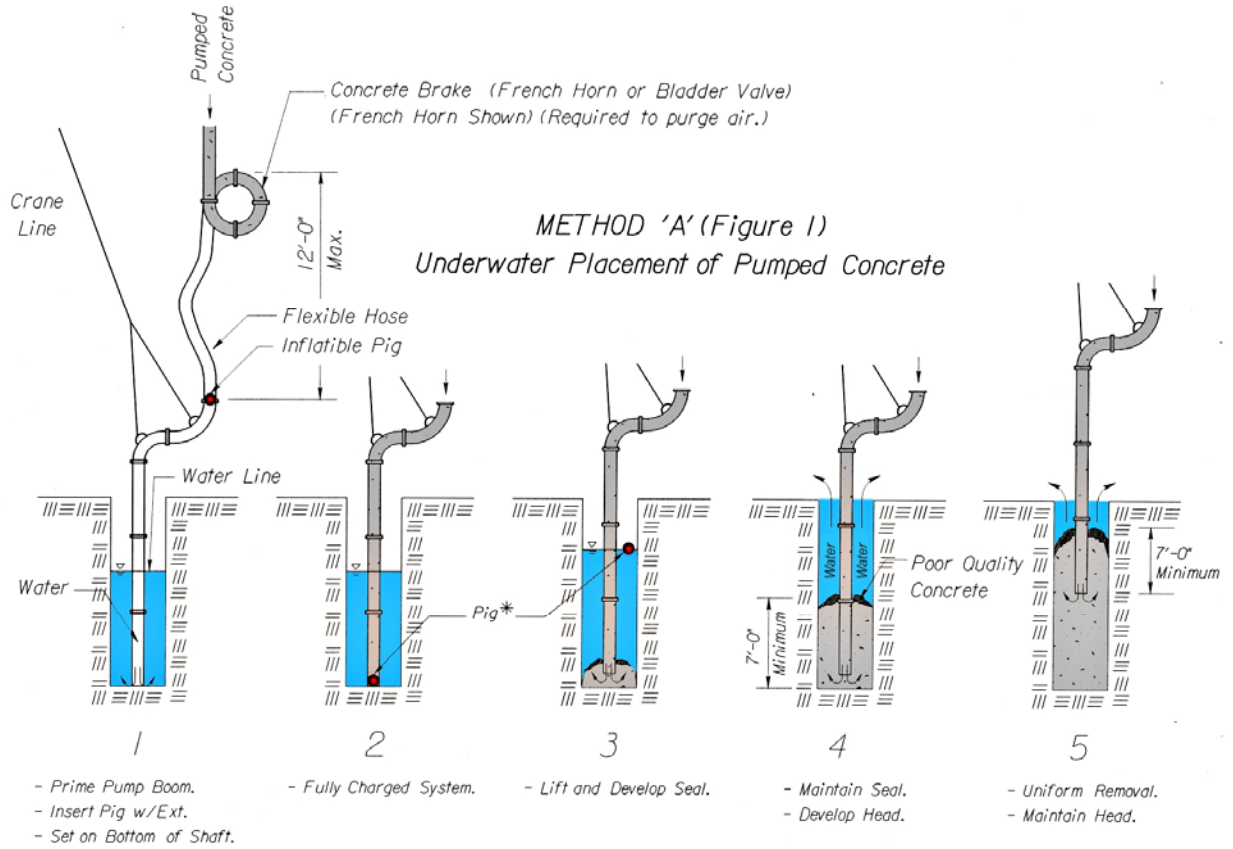 Pumped
Concrete
Concrete Brake (French Horn or Bladder Valve)
(French Horn Shown) (Required to purge air.)
Crane
Line
12'-0"
Max.
METHOD 'A' (Figure 1)
Underwater Placement of Pumped Concrete
Flexible Hose
Inflatible Pig
Water Line
Water
Pig*
Water
Water
Poor Quality
Concrete
7'-0"
Minimum
7'-0"
Minimum
1
2
3
4
5
- Prime Pump Boom.
- Insert Pig w/Ext.
- Set on Bottom of Shaft.
- Fully Charged System.
- Lift and Develop Seal.
- Maintain Seal.
- Develop Head.
- Uniform Removal.
- Maintain Head.